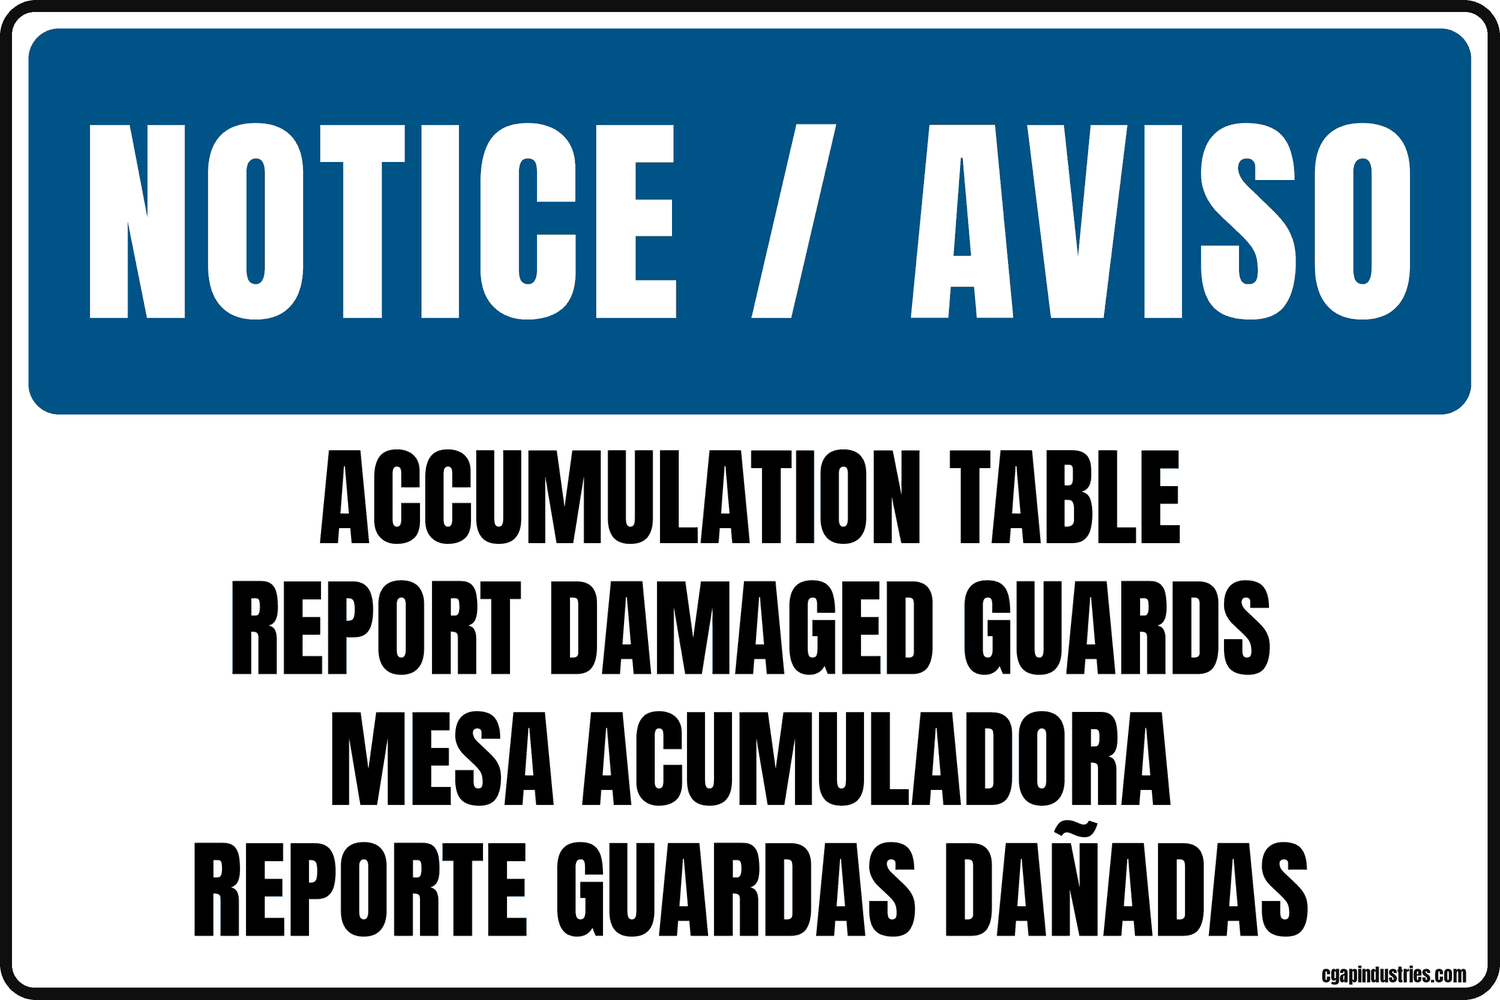 NOTICE / AVISO
ACCUMULATION TABLE
REPORT DAMAGED GUARDS
MESA ACUMULADORA
REPORTE GUARDAS DAÑADAS
cgapindustries.com